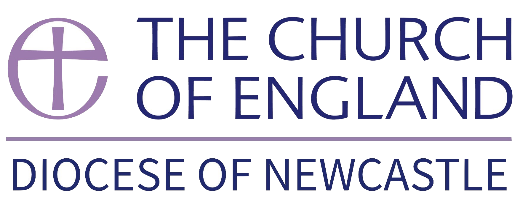 THE CHURCH
OF ENGLAND
DIOCESE OF NEWCASTLE